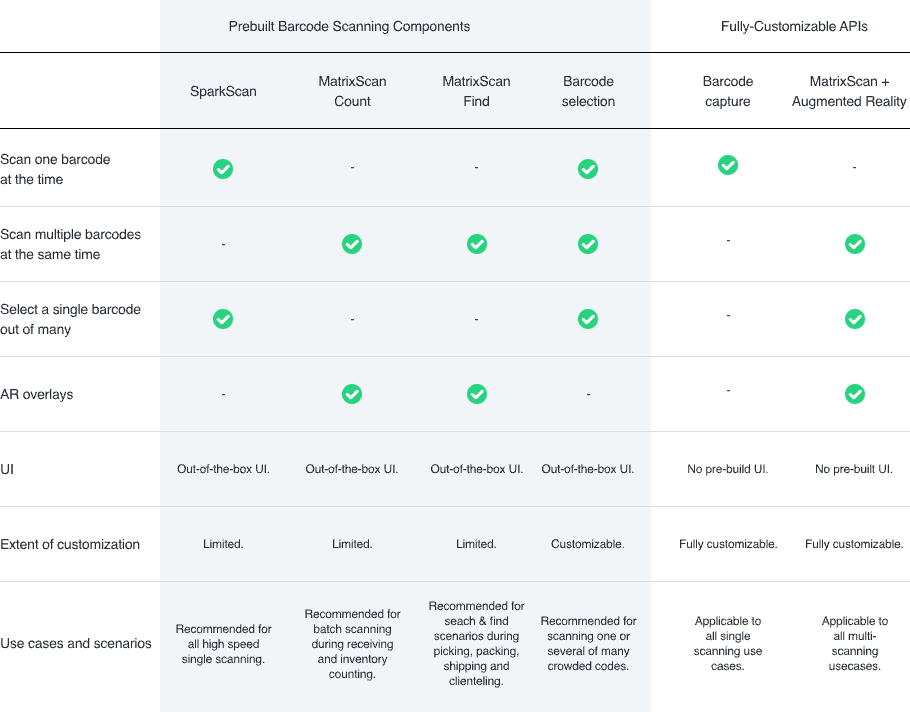 Prebuilt Barcode Scanning Components
Fully-Customizable APIs
SparkScan
MatrixScan
Count
MatrixScan
Find
Barcode
selection
Barcode
capture
MatrixScan +
Augmented Reality
Scan one barcode
at the time
-
-
-
Scan multiple barcodes
at the same time
-
-
Select a single barcode
out of many
-
-
-
AR overlays
-
-
-
UI
Out-of-the-box UI.
Out-of-the-box UI.
Out-of-the-box UI.
Out-of-the-box UI.
No pre-build UI.
No pre-built UI.
Extent of customization
Limited.
Limited.
Limited.
Customizable.
Fully customizable.
Fully customizable.
Use cases and scenarios
Recommended for
all high speed
single scanning.
Recommended for
batch scanning
during receiving
and inventory
counting.
Recommended for
seach & find
scenarios during
picking, packing,
shipping and
clienteling.
Recommended for
scanning one or
several of many
crowded codes.
Applicable to
all single
scanning use
cases.
Applicable to
all multi-
scanning
usecases.